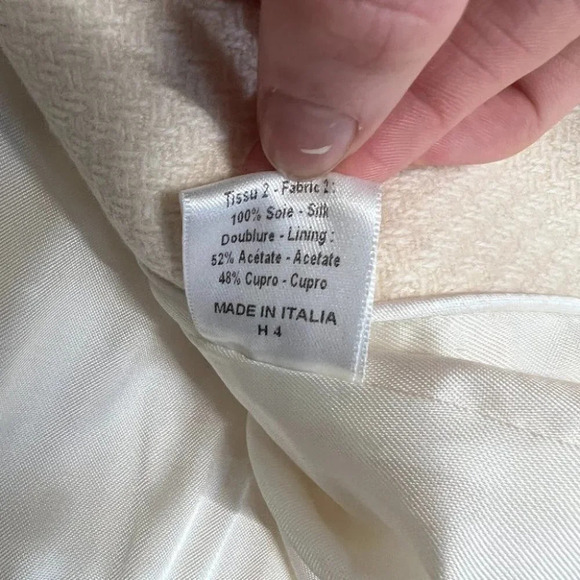 Tissu 2 - Fabric 2 :
100% Soie - Silk
Doublure - Lining :
52% Acétate - Acetate
48% Cupro - Cupro
MADE IN ITALIA
H 4